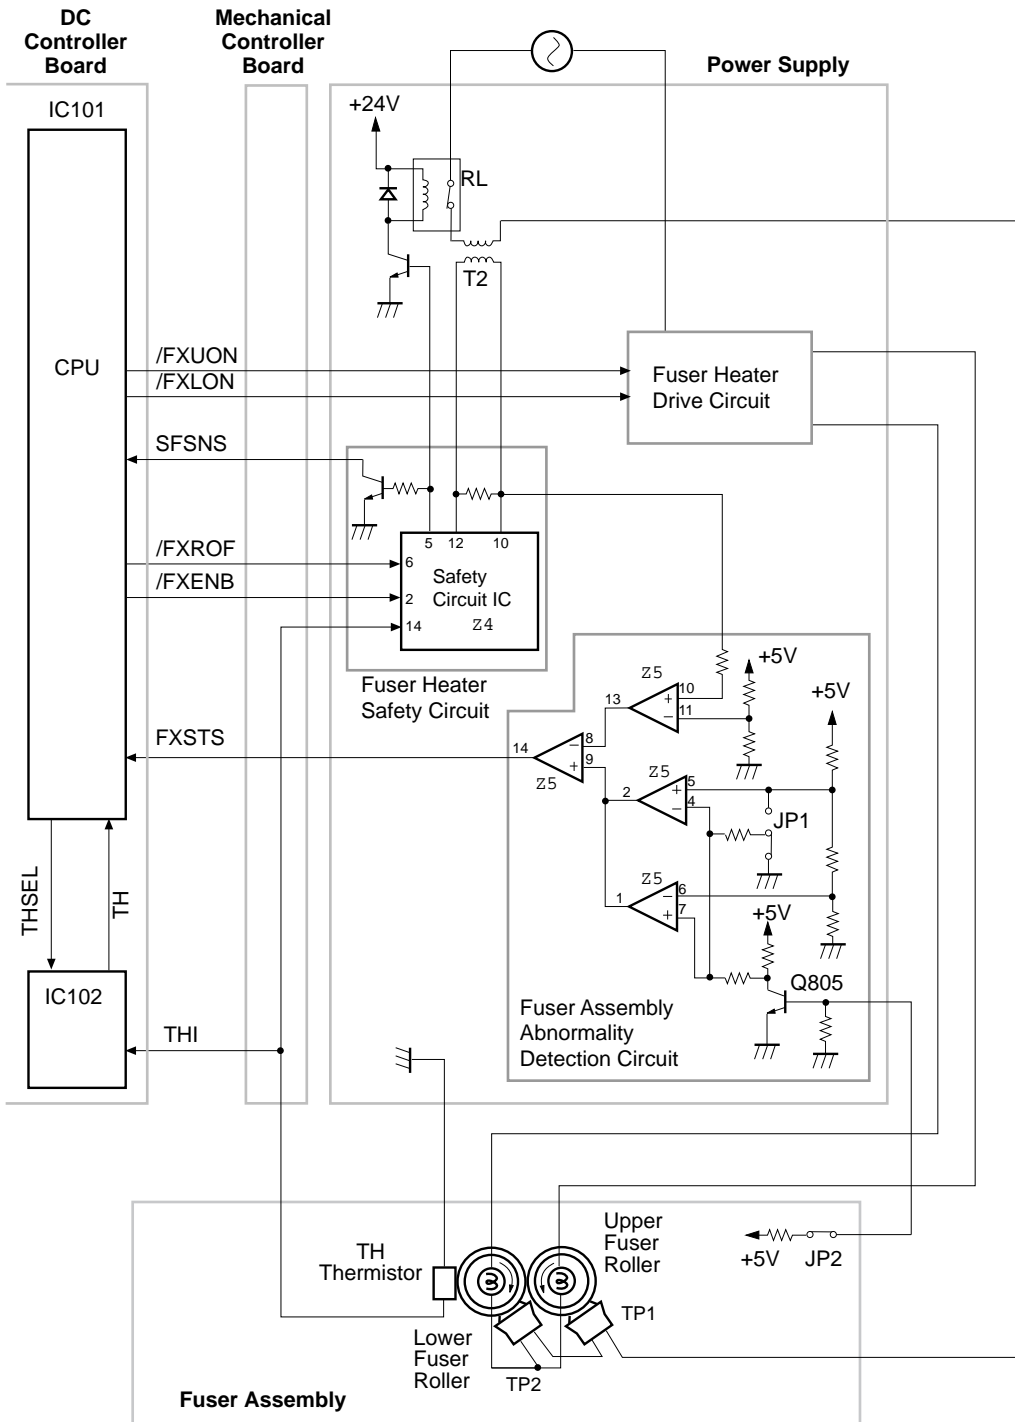 DC
Controller
Board
Mechanical
Controller
Board
Power Supply
IC101
+24V
RL
T2
CPU
/FXUON
/FXLON
Fuser Heater
Drive Circuit
SFSNS
5 12 10
/FXROF
6
Safety
Circuit IC
/FXENB
2
14
Z4
Fuser Heater
Safety Circuit
+5V
Z5
10
13
11
+5V
FXSTS
14
8
9
Z5
Z5
5
2
4
JP1
THSEL
TH
Z5
6
1
7
+5V
IC102
Q805
Fuser Assembly
Abnormality
Detection Circuit
THI
Upper
Fuser
Roller
TH
Thermistor
+5V
JP2
TP1
Lower
Fuser
Roller
TP2
Fuser Assembly